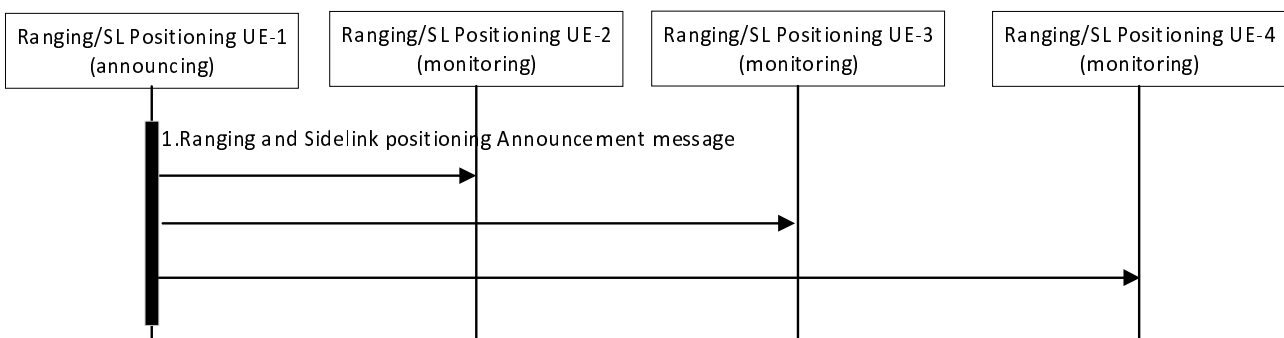 Ranging/SL Positioning UE-1
(announcing)
Ranging/SL Positioning UE-2
(monitoring)
Ranging/SL Positioning UE-3
(monitoring)
Ranging/SL Positioning UE-4
(monitoring)
1.Ranging and Sidelink positioning Announcement message